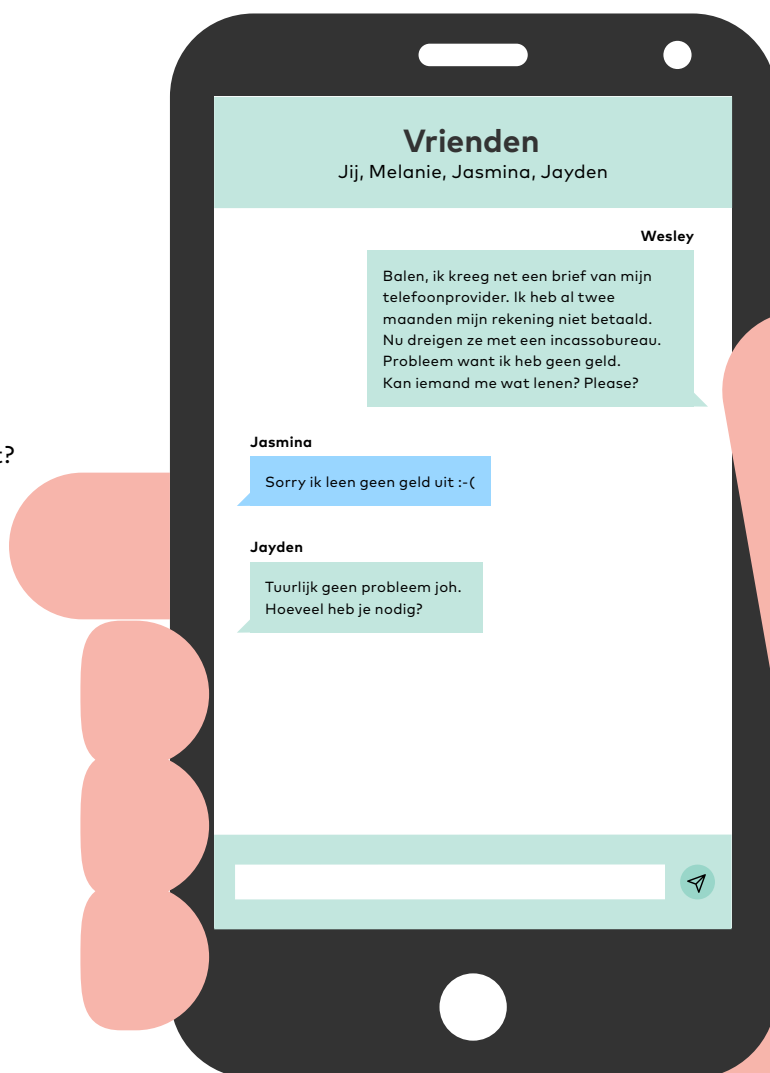 Vrienden
Jij, Melanie, Jasmina, Jayden
Wesley
Balen, ik kreeg net een brief van mijn
telefoonprovider. Ik heb al twee
maanden mijn rekening niet betaald.
Nu dreigen ze met een incassobureau.
Probleem want ik heb geen geld.
Kan iemand me wat lenen? Please?
Jasmina
Sorry ik leen geen geld uit :-(
Jayden
Tuurlijk geen probleem joh.
Hoeveel heb je nodig?